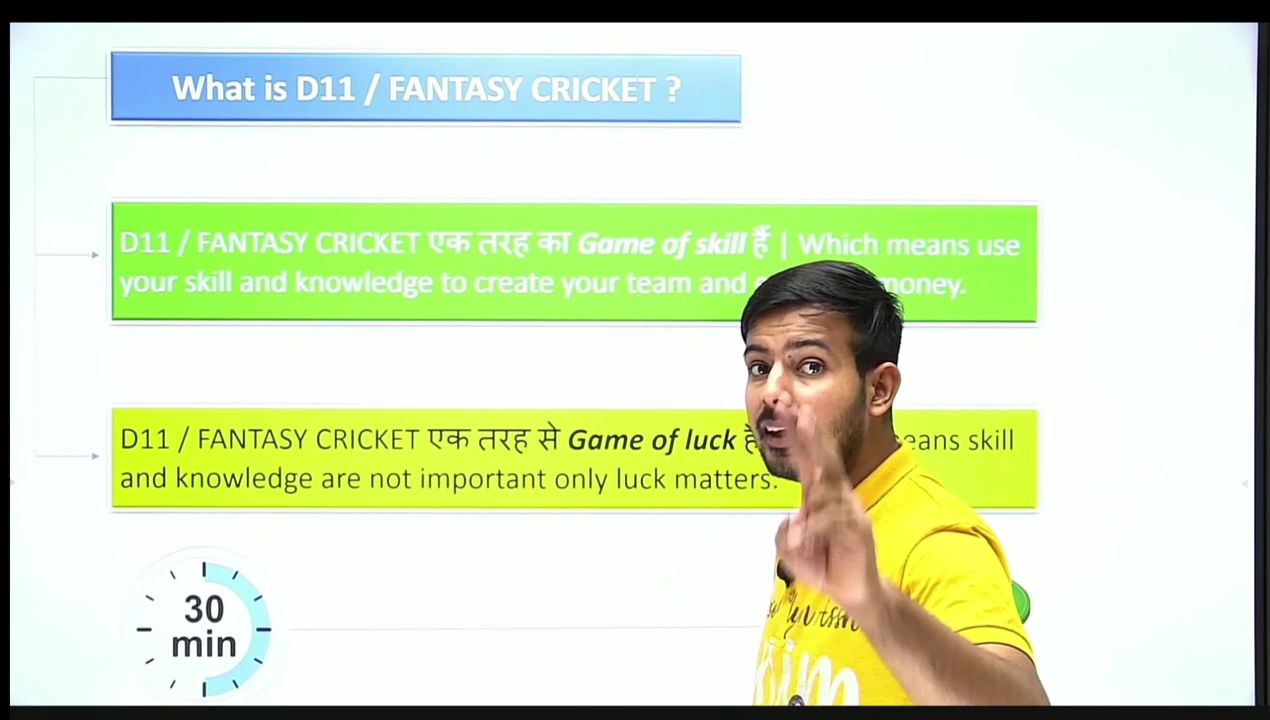 What is D11 / FANTASY CRICKET ?
D11 / FANTASY CRICKET एक तरह का Game of skill हैं | Which means use
your skill and knowledge to create your team and money.
D11 / FANTASY CRICKET एक तरह से Game of luck skill
and knowledge are not important only luck matters.
30
min